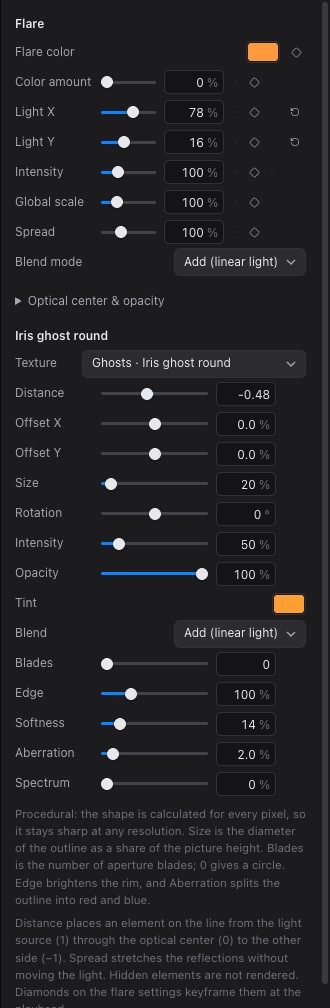 Flare
Flare color
Color amount 0 %
Light X 78 %
Light Y 16 %
Intensity 100 %
Global scale 100 %
Spread 100 %
Blend mode Add (linear light)
Optical center & opacity
Iris ghost round
Texture Ghosts · Iris ghost round
Distance -0.48
Offset X 0.0 %
Offset Y 0.0 %
Size 20 %
Rotation 0 °
Intensity 50 %
Opacity 100 %
Tint
Blend Add (linear light)
Blades 0
Edge 100 %
Softness 14 %
Aberration 2.0 %
Spectrum 0 %
Procedural: the shape is calculated for every pixel, so
it stays sharp at any resolution. Size is the diameter
of the outline as a share of the picture height. Blades
is the number of aperture blades; 0 gives a circle.
Edge brightens the rim, and Aberration splits the
outline into red and blue.
Distance places an element on the line from the light
source (1) through the optical center (0) to the other
side (−1). Spread stretches the reflections without
moving the light. Hidden elements are not rendered.
Diamonds on the flare settings keyframe them at the